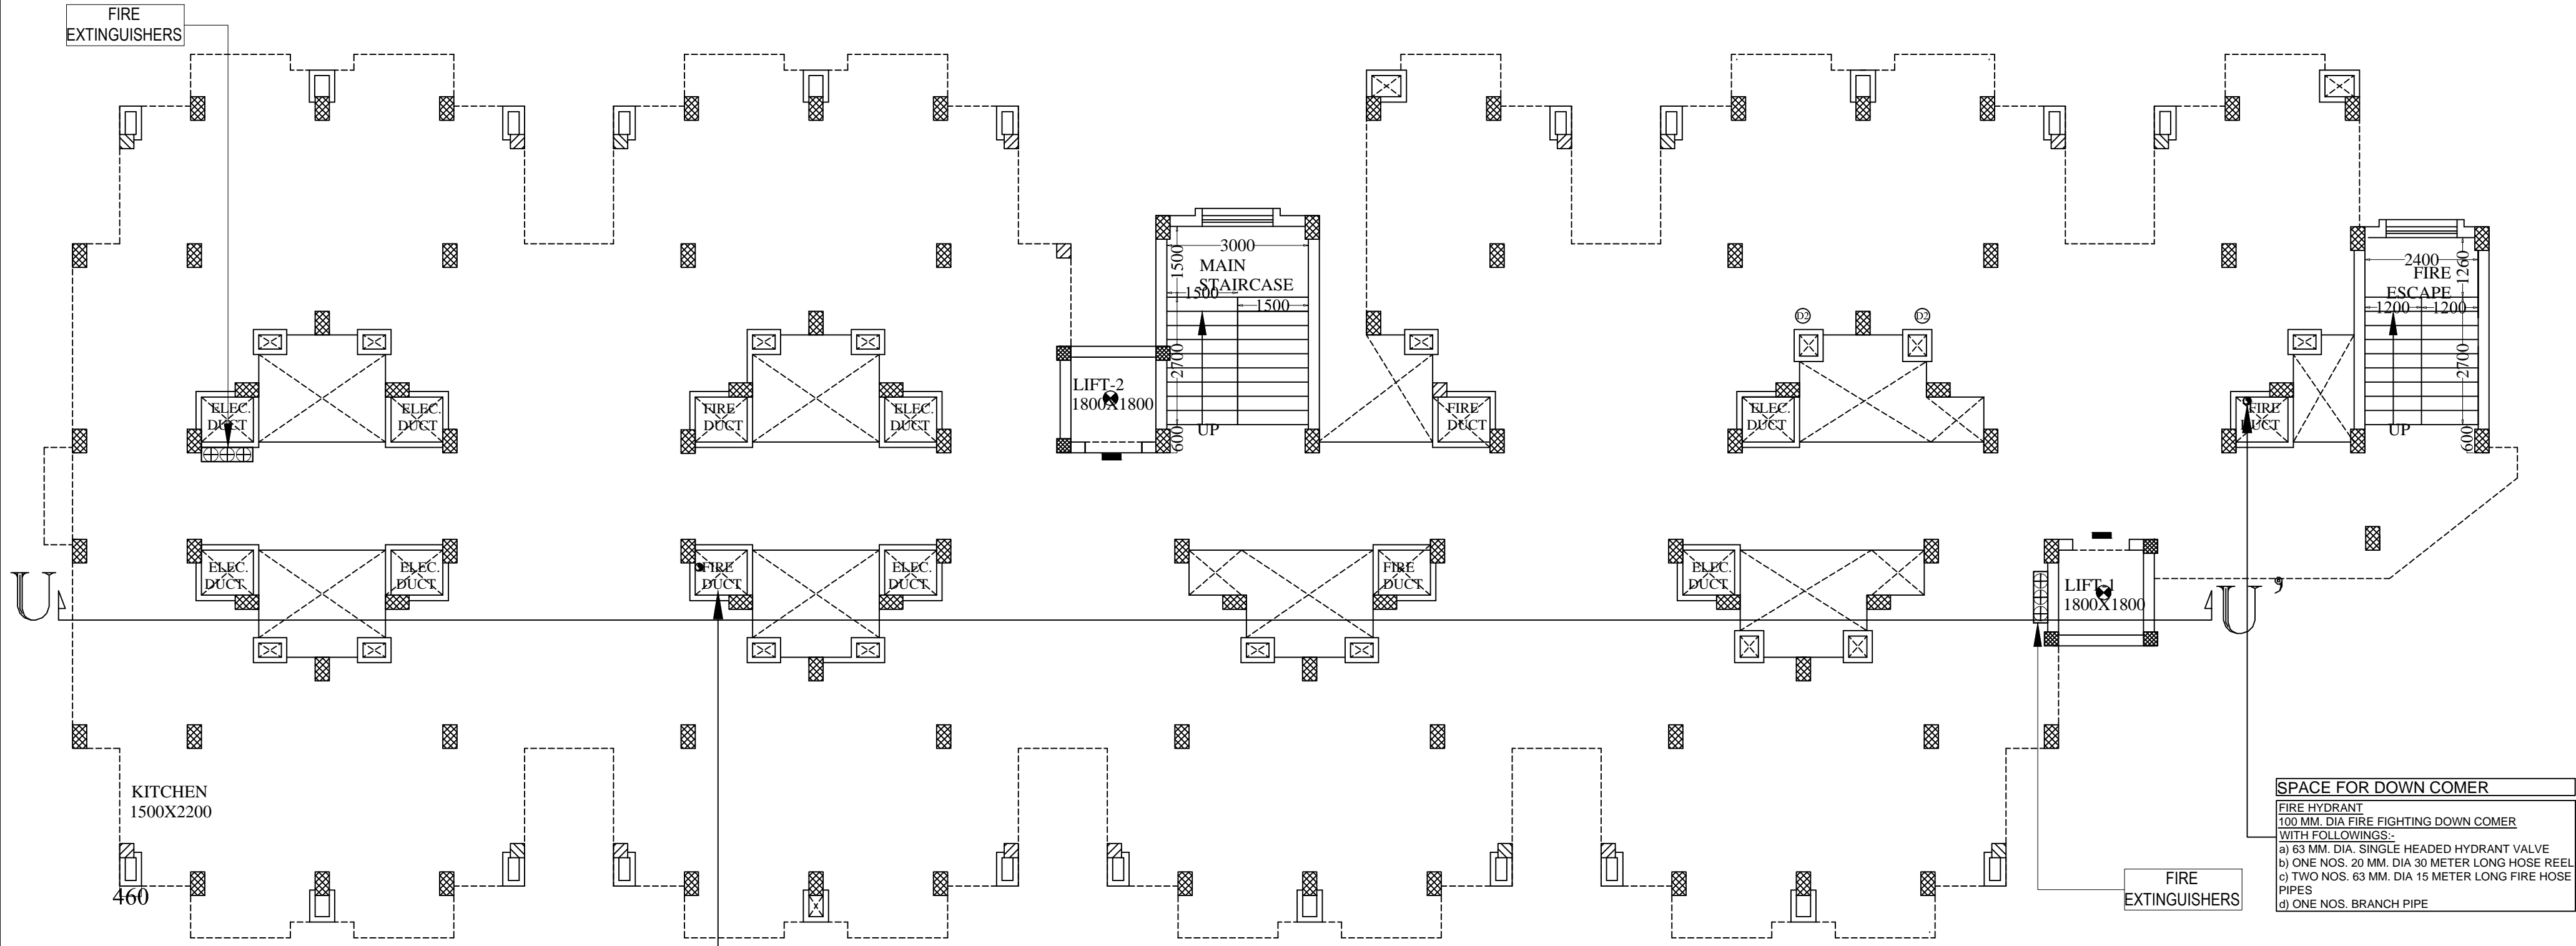 FIRE
EXTINGUISHERS
3000
1500
MAIN
STAIRCASE
1500
1500
2700
600
UP
LIFT-2
1800X1800
2400
1260
FIRE
ESCAPE
1200
1200
2700
600
UP
D2
D2
ELEC.
DUCT
ELEC.
DUCT
FIRE
DUCT
ELEC.
DUCT
FIRE
DUCT
ELEC.
DUCT
FIRE
DUCT
ELEC.
DUCT
ELEC.
DUCT
FIRE
DUCT
ELEC.
DUCT
FIRE
DUCT
ELEC.
DUCT
LIFT-1
1800X1800
U
U'
KITCHEN
1500X2200
460
FIRE
EXTINGUISHERS
SPACE FOR DOWN COMER
FIRE HYDRANT
100 MM. DIA FIRE FIGHTING DOWN COMER
WITH FOLLOWINGS:-
a) 63 MM. DIA. SINGLE HEADED HYDRANT VALVE
b) ONE NOS. 20 MM. DIA 30 METER LONG HOSE REEL
c) TWO NOS. 63 MM. DIA 15 METER LONG FIRE HOSE
PIPES
d) ONE NOS. BRANCH PIPE